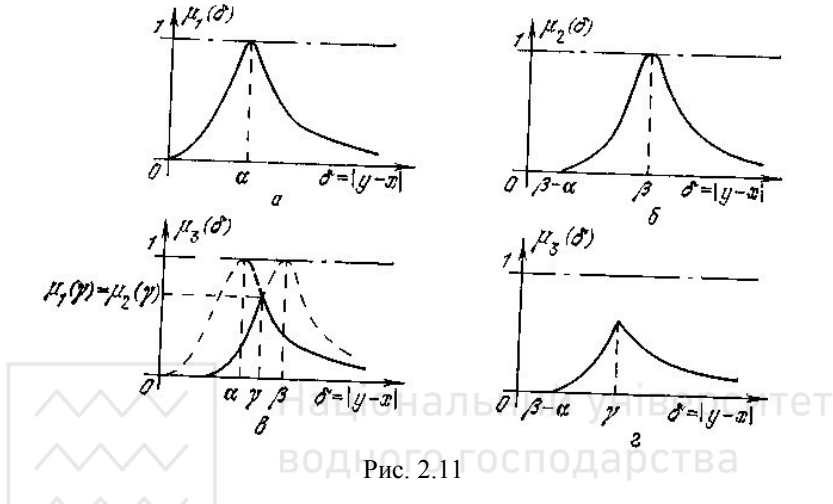 1 μ₁(δ)
0 α δ=|y-x|
а
1 μ₂(δ)
0 β-α β δ=|y-x|
б
1 μ₃(δ)
μ₁(γ)=μ₂(γ)
0 α γ β δ=|y-x|
в
1 μ₃(δ)
0 β-α γ δ=|y-x|
г
Національний університет
водного господарства
Рис. 2.11